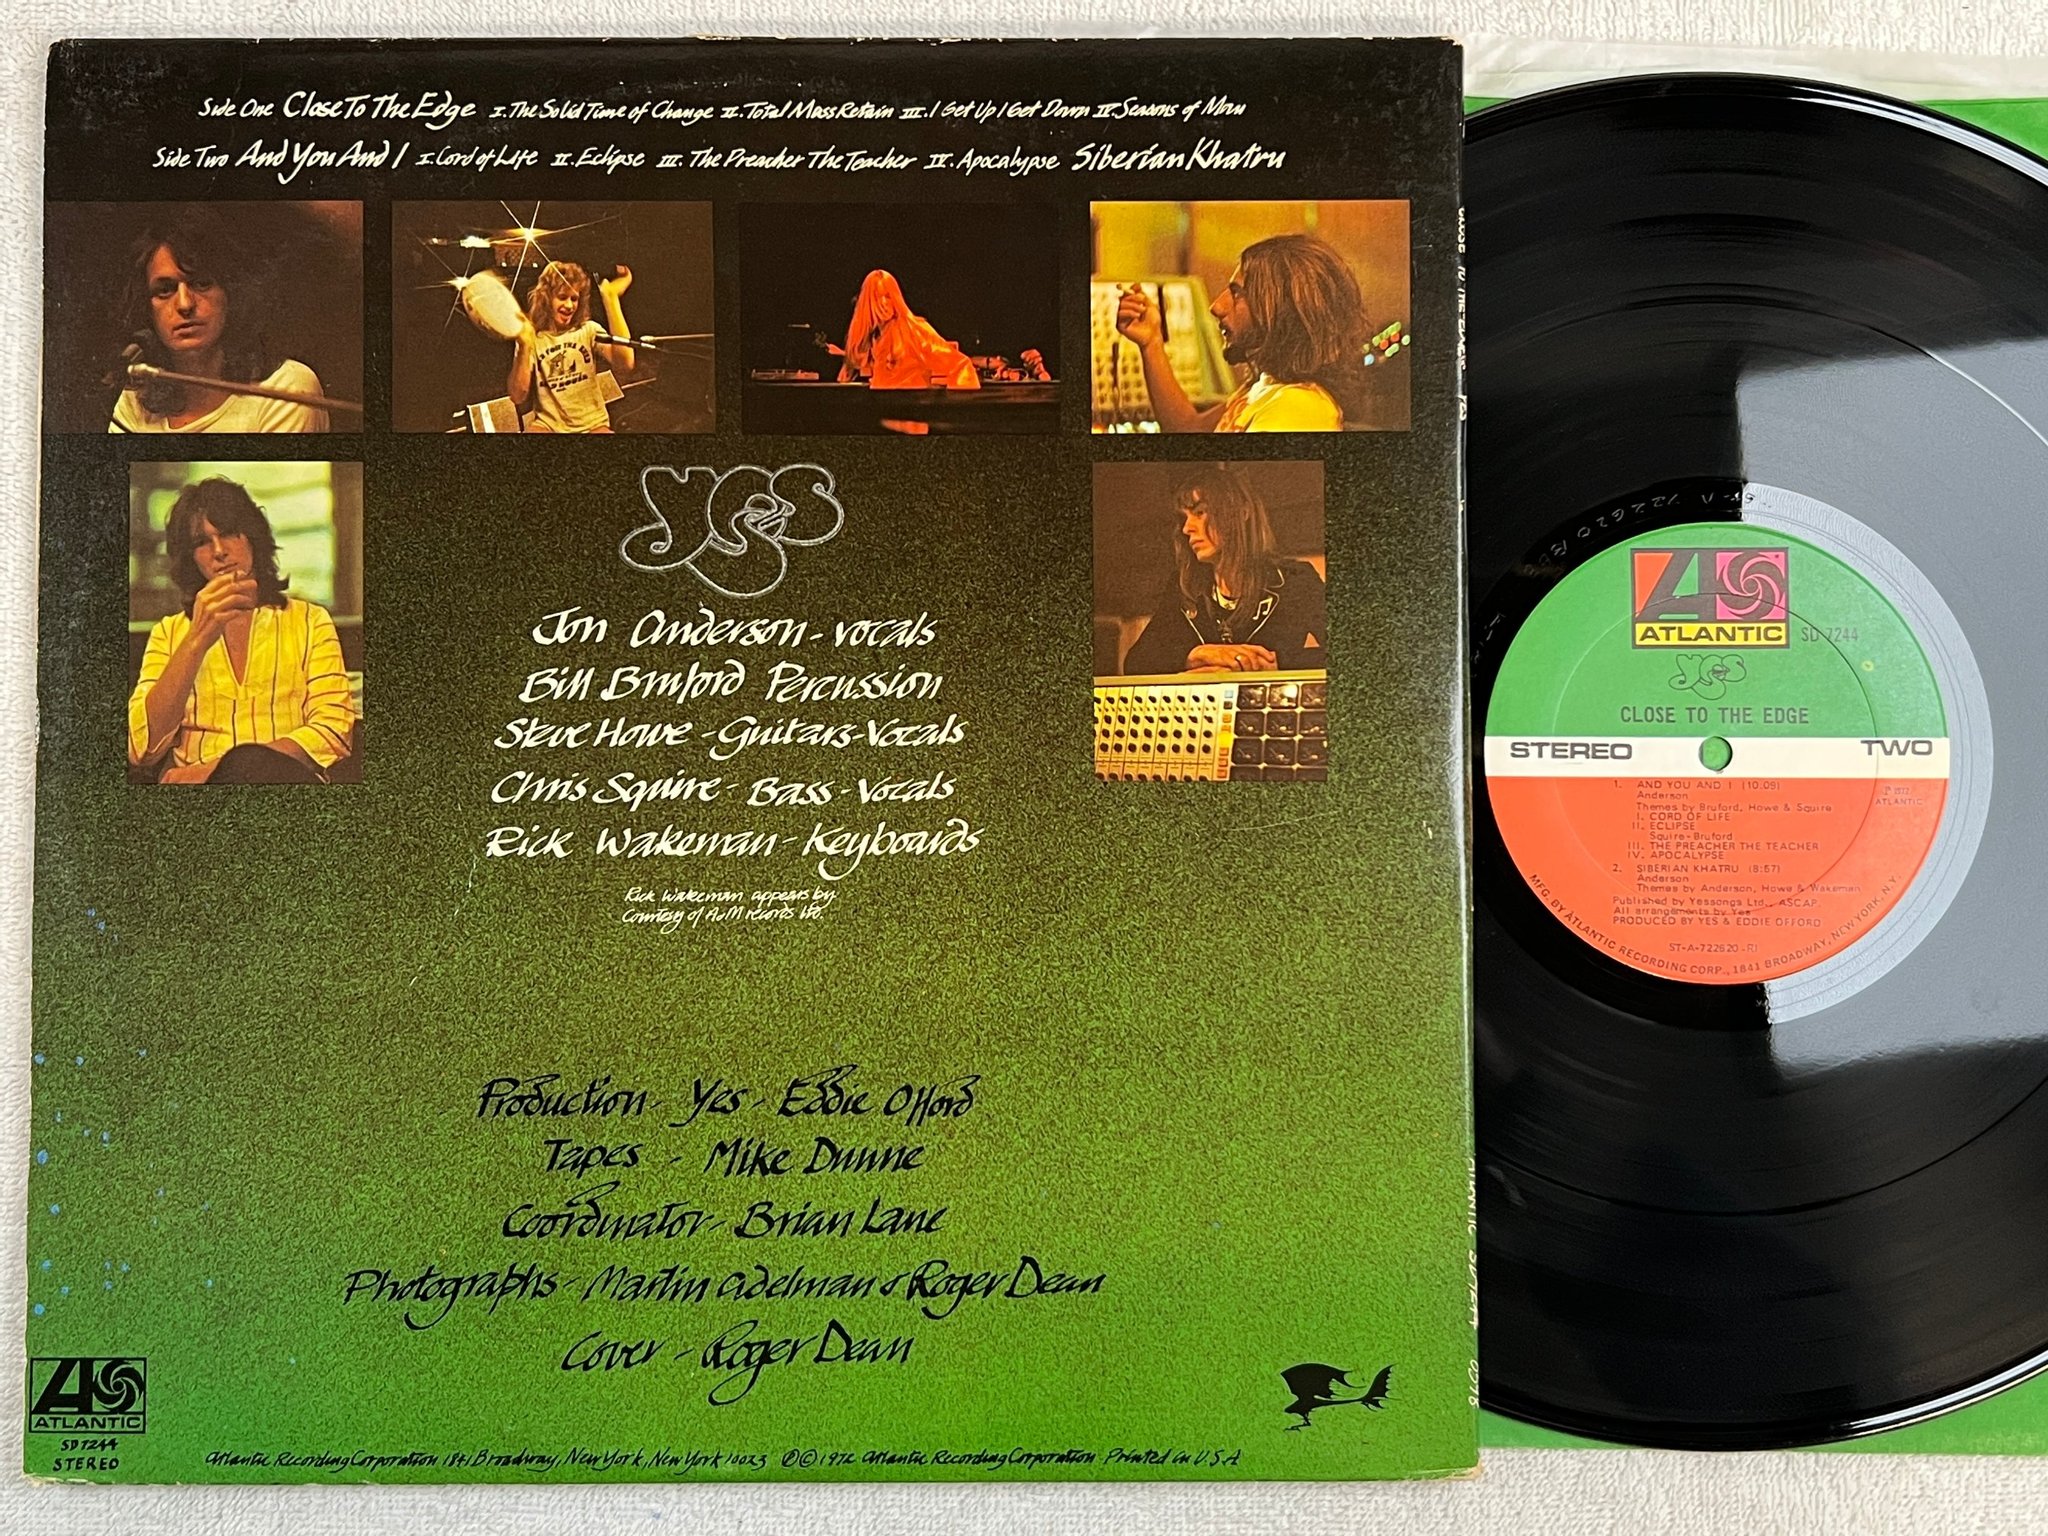 Side One Close To The Edge I. The Solid Time of Change II. Total Mass Retain III. I Get Up I Get Down IV. Seasons of Man
Side Two And You And I I. Cord of Life II. Eclipse III. The Preacher The Teacher IV. Apocalypse Siberian Khatru
Yes
Jon Anderson - vocals
Bill Bruford Percussion
Steve Howe - Guitars - Vocals
Chris Squire - Bass - Vocals
Rick Wakeman - Keyboards
Rick Wakeman appears by
Courtesy of A&M records ltd.
Production - Yes - Eddie Offord
Tapes - Mike Dunne
Coordinator - Brian Lane
Photographs - Martin Adelman & Roger Dean
Cover - Roger Dean
ATLANTIC
SD 7244
STEREO
Atlantic Recording Corporation 1841 Broadway, New York, New York 10023 ℗ © 1972 Atlantic Recording Corporation Printed in U.S.A
CLOSE TO THE EDGE YES
ST-A 722620
ATLANTIC SD 7244
Yes
CLOSE TO THE EDGE
STEREO TWO
1. AND YOU AND I (10.09)
Anderson
Themes by Bruford, Howe & Squire
I. CORD OF LIFE
II. ECLIPSE
Squire-Bruford
III. THE PREACHER THE TEACHER
IV. APOCALYPSE
2. SIBERIAN KHATRU (8:57)
Anderson
Themes by Anderson, Howe & Wakeman
Published by Yessongs Ltd., ASCAP.
All arrangements by Yes
PRODUCED BY YES & EDDIE OFFORD
℗ 1972
ATLANTIC
ST-A-722620-RI
MFG. BY ATLANTIC RECORDING CORP., 1841 BROADWAY, NEW YORK, N.Y.